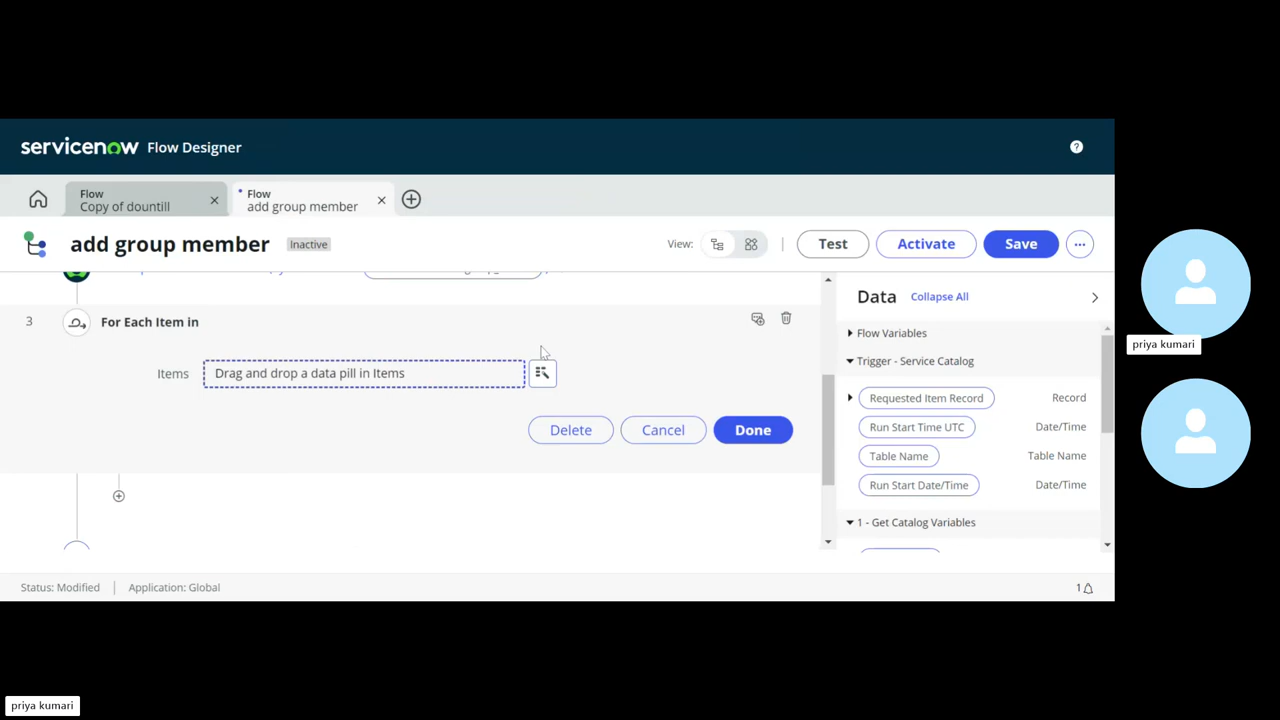 servicenow Flow Designer
Flow
Copy of dountill
Flow
add group member
add group member
Inactive
View:
Test
Activate
Save
Data
Collapse All
3
For Each Item in
Flow Variables
Trigger - Service Catalog
Items
Drag and drop a data pill in Items
Requested Item Record
Record
Run Start Time UTC
Date/Time
Delete
Cancel
Done
Table Name
Table Name
Run Start Date/Time
Date/Time
1 - Get Catalog Variables
Status: Modified
Application: Global
1
priya kumari
priya kumari